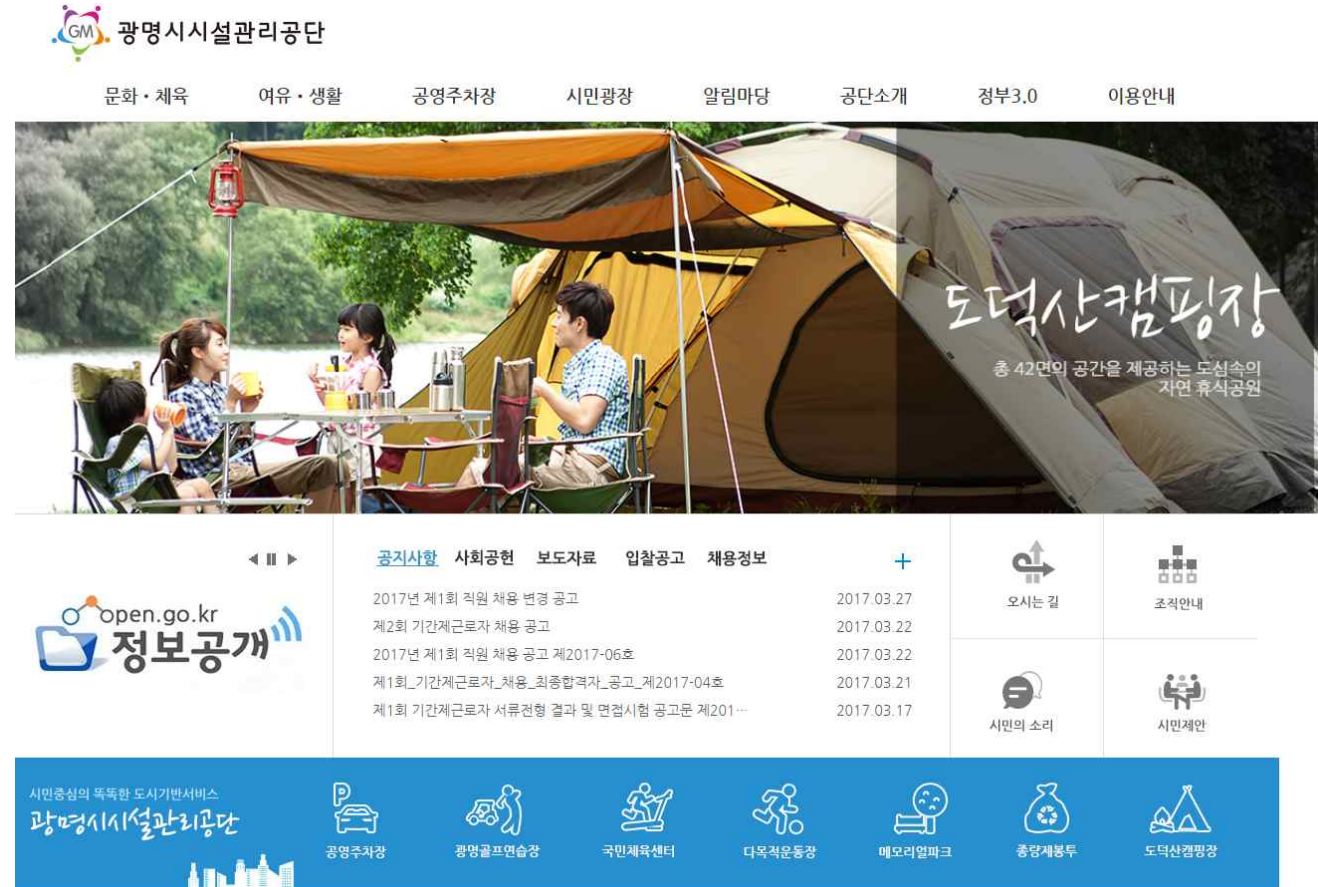 GM 광명시시설관리공단
문화・체육 여유・생활 공영주차장 시민광장 알림마당 공단소개 정부3.0 이용안내
도덕산캠핑장
총 42면의 공간을 제공하는 도심속의
자연 휴식공원
공지사항 사회공헌 보도자료 입찰공고 채용정보 +
2017년 제1회 직원 채용 변경 공고 2017.03.27
제2회 기간제근로자 채용 공고 2017.03.22
2017년 제1회 직원 채용 공고 제2017-06호 2017.03.22
제1회_기간제근로자_채용_최종합격자_공고_제2017-04호 2017.03.21
제1회 기간제근로자 서류전형 결과 및 면접시험 공고문 제201… 2017.03.17
open.go.kr
정보공개
오시는 길 조직안내
시민의 소리 시민제안
시민중심의 똑똑한 도시기반서비스
광명시시설관리공단
P
공영주차장 광명골프연습장 국민체육센터 다목적운동장 메모리얼파크 종량제봉투 도덕산캠핑장